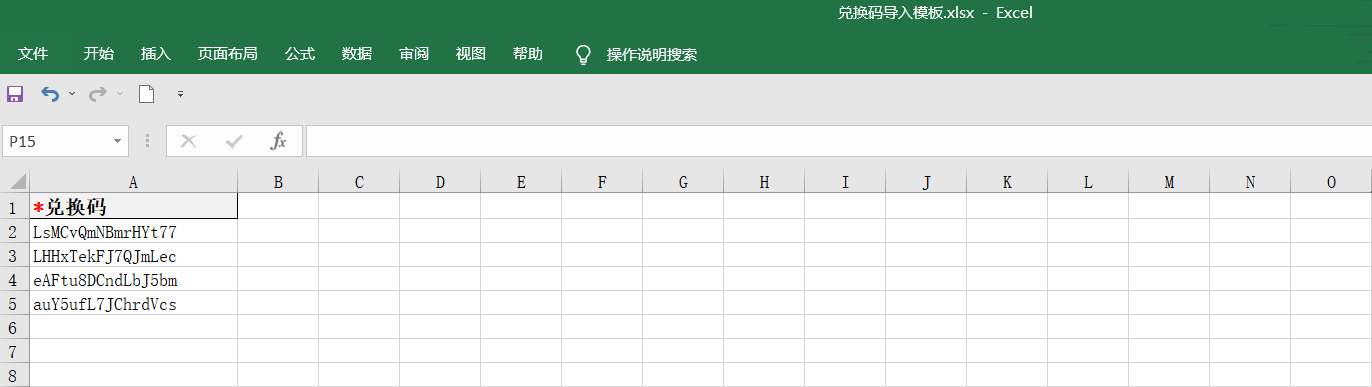 兑换码导入模板.xlsx - Excel
文件 开始 插入 页面布局 公式 数据 审阅 视图 帮助 操作说明搜索
P15 fx
A B C D E F G H I J K L M N O
1 *兑换码
2 LsMCvQmNBmrHYt77
3 LHHxTekFJ7QJmLec
4 eAFtu8DCndLbJ5bm
5 auY5ufL7JChrdVcs
6
7
8